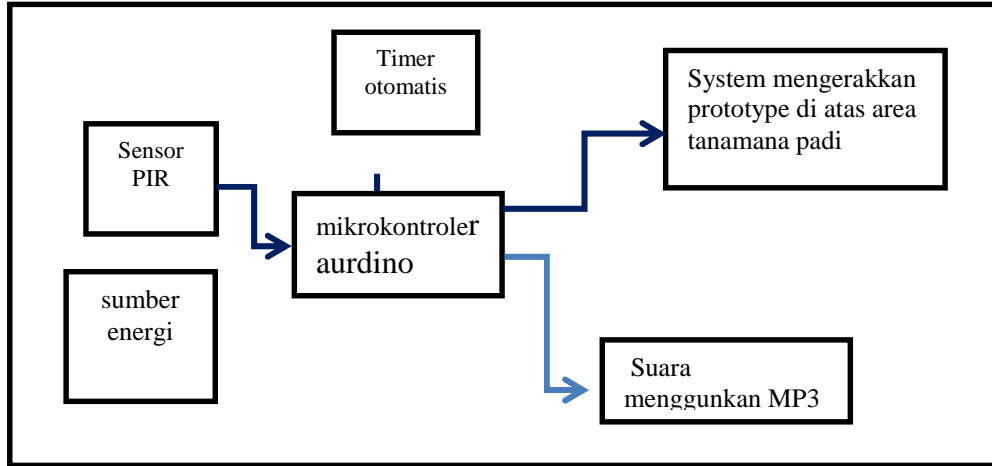 Timer
otomatis
System mengerakkan
prototype di atas area
tanamana padi
Sensor
PIR
mikrokontroler
aurdino
sumber
energi
Suara
menggunkan MP3